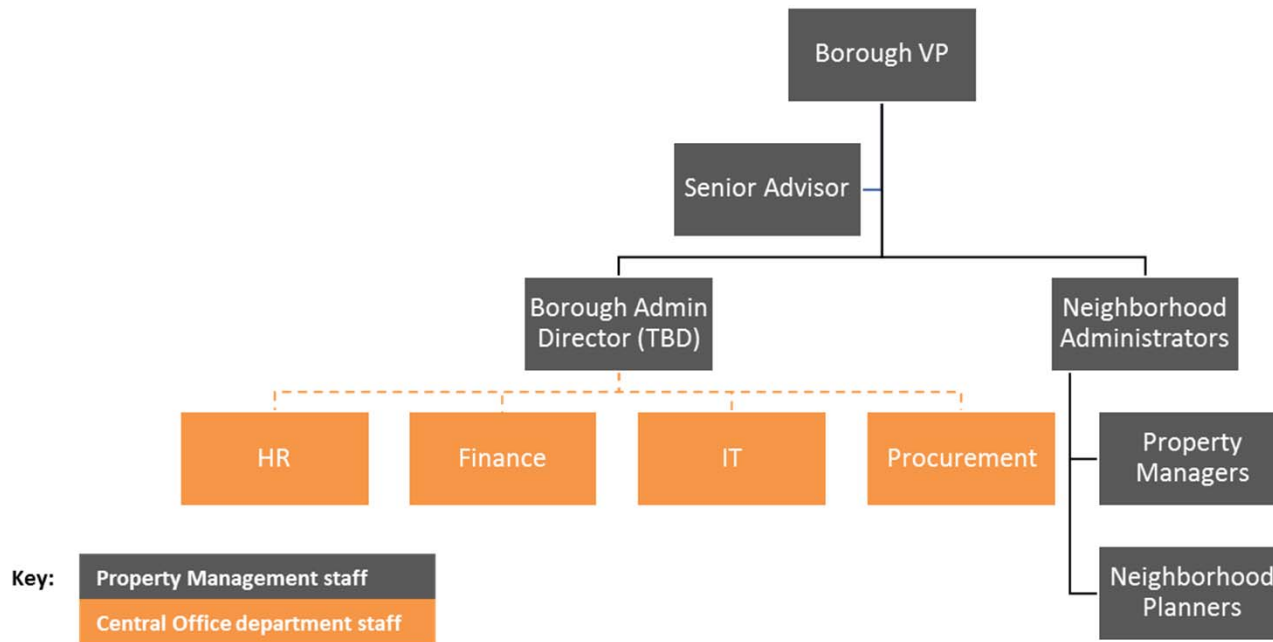 Borough VP
Senior Advisor
Borough Admin
Director (TBD)
Neighborhood
Administrators
HR
Finance
IT
Procurement
Property
Managers
Neighborhood
Planners
Key:
Property Management staff
Central Office department staff